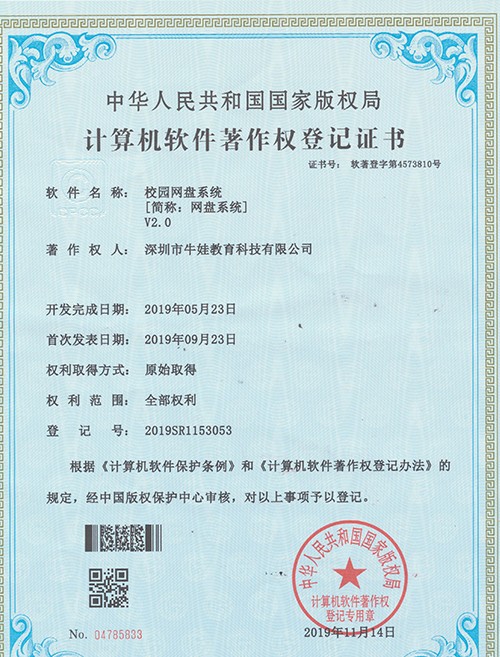 中华人民共和国国家版权局
计算机软件著作权登记证书
证书号： 软著登字第4573810号
软件名称： 校园网盘系统
[简称：网盘系统]
V2.0
著作权人： 深圳市牛娃教育科技有限公司
开发完成日期： 2019年05月23日
首次发表日期： 2019年09月23日
权利取得方式： 原始取得
权利范围： 全部权利
登记号： 2019SR1153053
根据《计算机软件保护条例》和《计算机软件著作权登记办法》的
规定，经中国版权保护中心审核，对以上事项予以登记。
中华人民共和国国家版权局
计算机软件著作权
登记专用章
No. 04785833
2019年11月14日